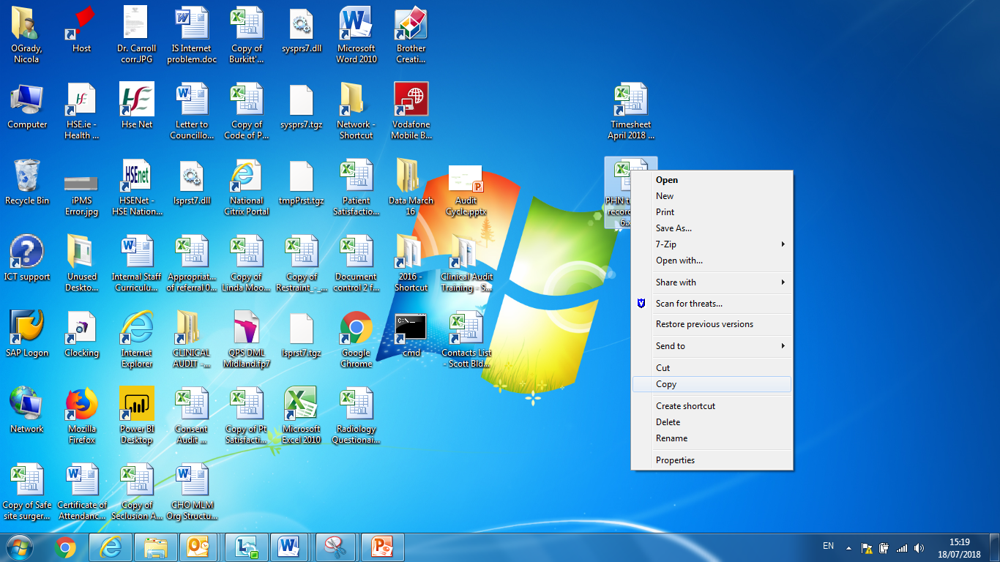 OGrady,
Nicola
Host
Dr. Carroll
corr.JPG
IS Internet
problem.doc
Copy of
Burkitt'...
sysprs7.dll
Microsoft
Word 2010
Brother
Creati...
Computer
HSE.ie -
Health ...
Hse Net
Letter to
Councillo...
Copy of
Code of P...
sysprs7.tgz
Network -
Shortcut
Vodafone
Mobile B...
Timesheet
April 2018 ...
Recycle Bin
iPMS
Error.jpg
HSEnet
HSENet -
HSE Nation...
lsprst7.dll
National
Citrix Portal
tmpPrst.tgz
Patient
Satisfactio...
Data March
16
Audit
Cycle.pptx
PHN
record
6.x
ICT support
Unused
Deskto...
Internal Staff
Curriculu...
Appropriat...
of referral 0...
Copy of
Linda Moo...
Copy of
Restraint_-_...
Document
control 2 f...
2016 -
Shortcut
Clinical Audit
Training - S...
SAP Logon
Clocking
Internet
Explorer
CLINICAL
AUDIT -...
QPS DML
Midland.fp7
lsprst7.tgz
Google
Chrome
C:\_
cmd
Contacts List
- Scott Bld...
Network
Mozilla
Firefox
Power BI
Desktop
Consent
Audit ...
Copy of Pt
Satisfacti...
Microsoft
Excel 2010
Radiology
Questionai...
Copy of Safe
site surger...
Certificate of
Attendanc...
Copy of
Seclusion A...
CHO MLM
Org Structu...
Open
New
Print
Save As...
7-Zip
Open with...
Share with
Scan for threats...
Restore previous versions
Send to
Cut
Copy
Create shortcut
Delete
Rename
Properties
EN
15:19
18/07/2018